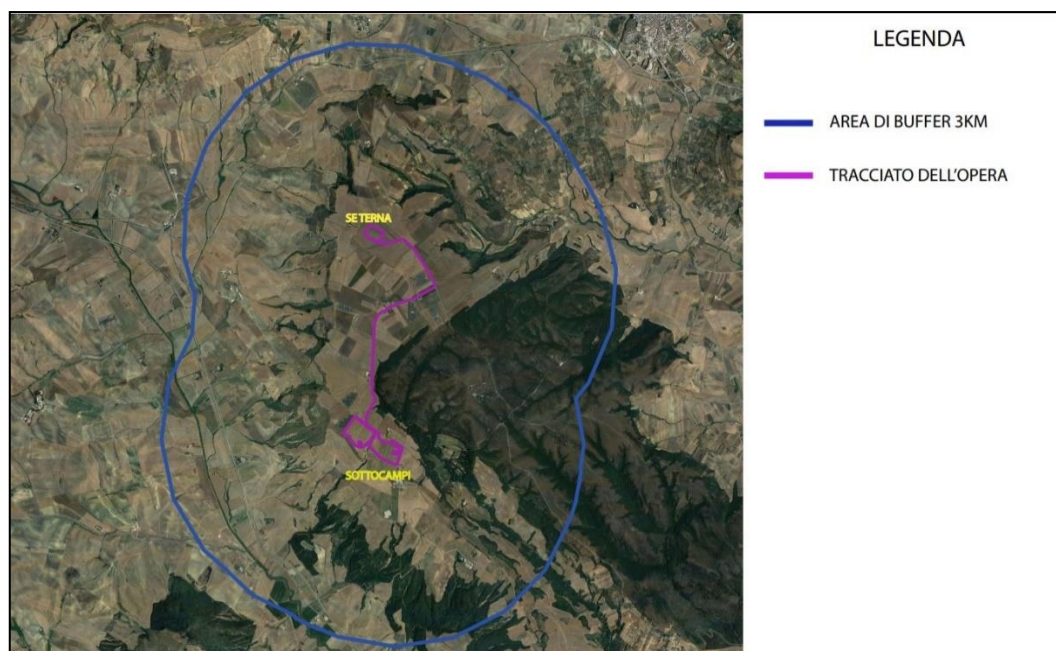 LEGENDA
AREA DI BUFFER 3KM
TRACCIATO DELL'OPERA
SE TERNA
SOTTOCAMPI